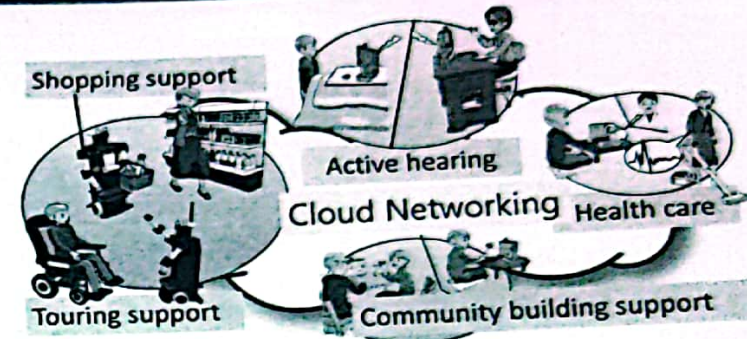 Shopping support
Active hearing
Cloud Networking
Health care
Touring support
Community building support